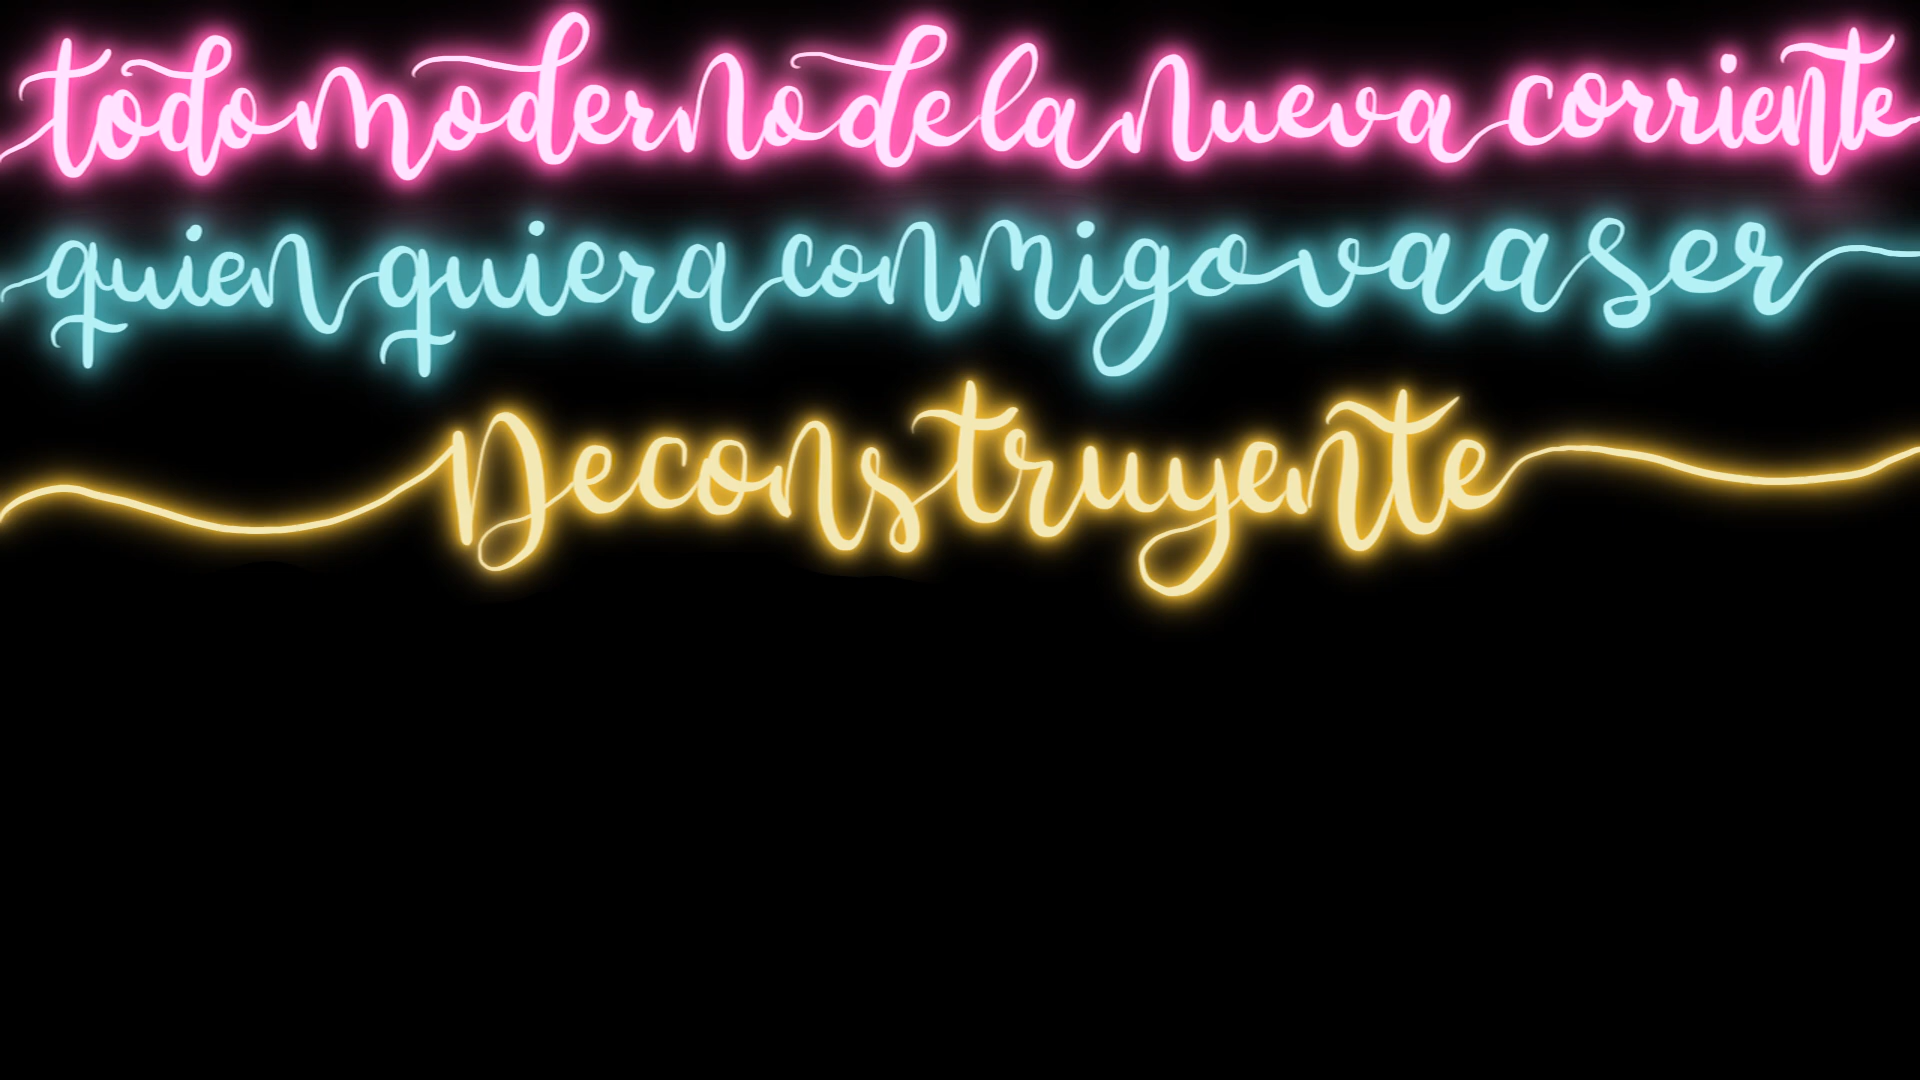 todo moderno de la nueva corriente
quien quiera conmigo va a ser
Deconstruyente